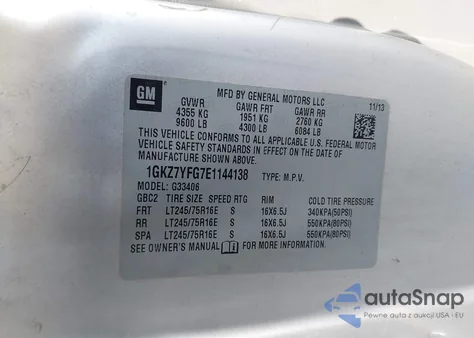 GM
MFD BY GENERAL MOTORS LLC
GVWR GAWR FRT GAWR RR 11/13
4355 KG 1951 KG 2760 KG
9600 LB 4300 LB 6084 LB
THIS VEHICLE CONFORMS TO ALL APPLICABLE U.S. FEDERAL MOTOR
VEHICLE SAFETY STANDARDS IN EFFECT ON THE DATE OF
MANUFACTURE SHOWN ABOVE.
1GKZ7YFG7E1144138 TYPE: M.P.V.
MODEL: G33406
GBC2 TIRE SIZE SPEED RTG RIM COLD TIRE PRESSURE
FRT LT245/75R16E S 16X6.5J 340KPA(50PSI)
RR LT245/75R16E S 16X6.5J 550KPA(80PSI)
SPA LT245/75R16E S 16X6.5J 550KPA(80PSI)
SEE OWNER'S MANUAL FOR MORE INFORMATION
autoSnap
Pewne auta z aukcji USA i EU